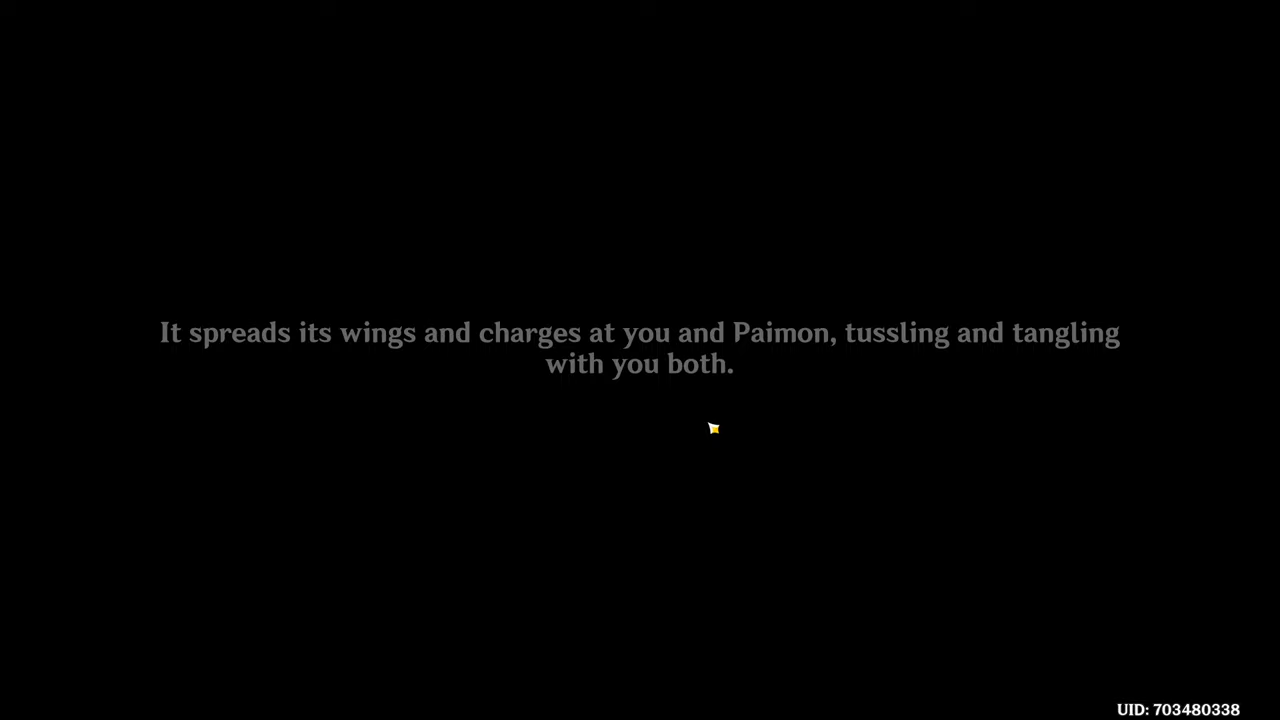 It spreads its wings and charges at you and Paimon, tussling and tangling
with you both.
UID: 703480338